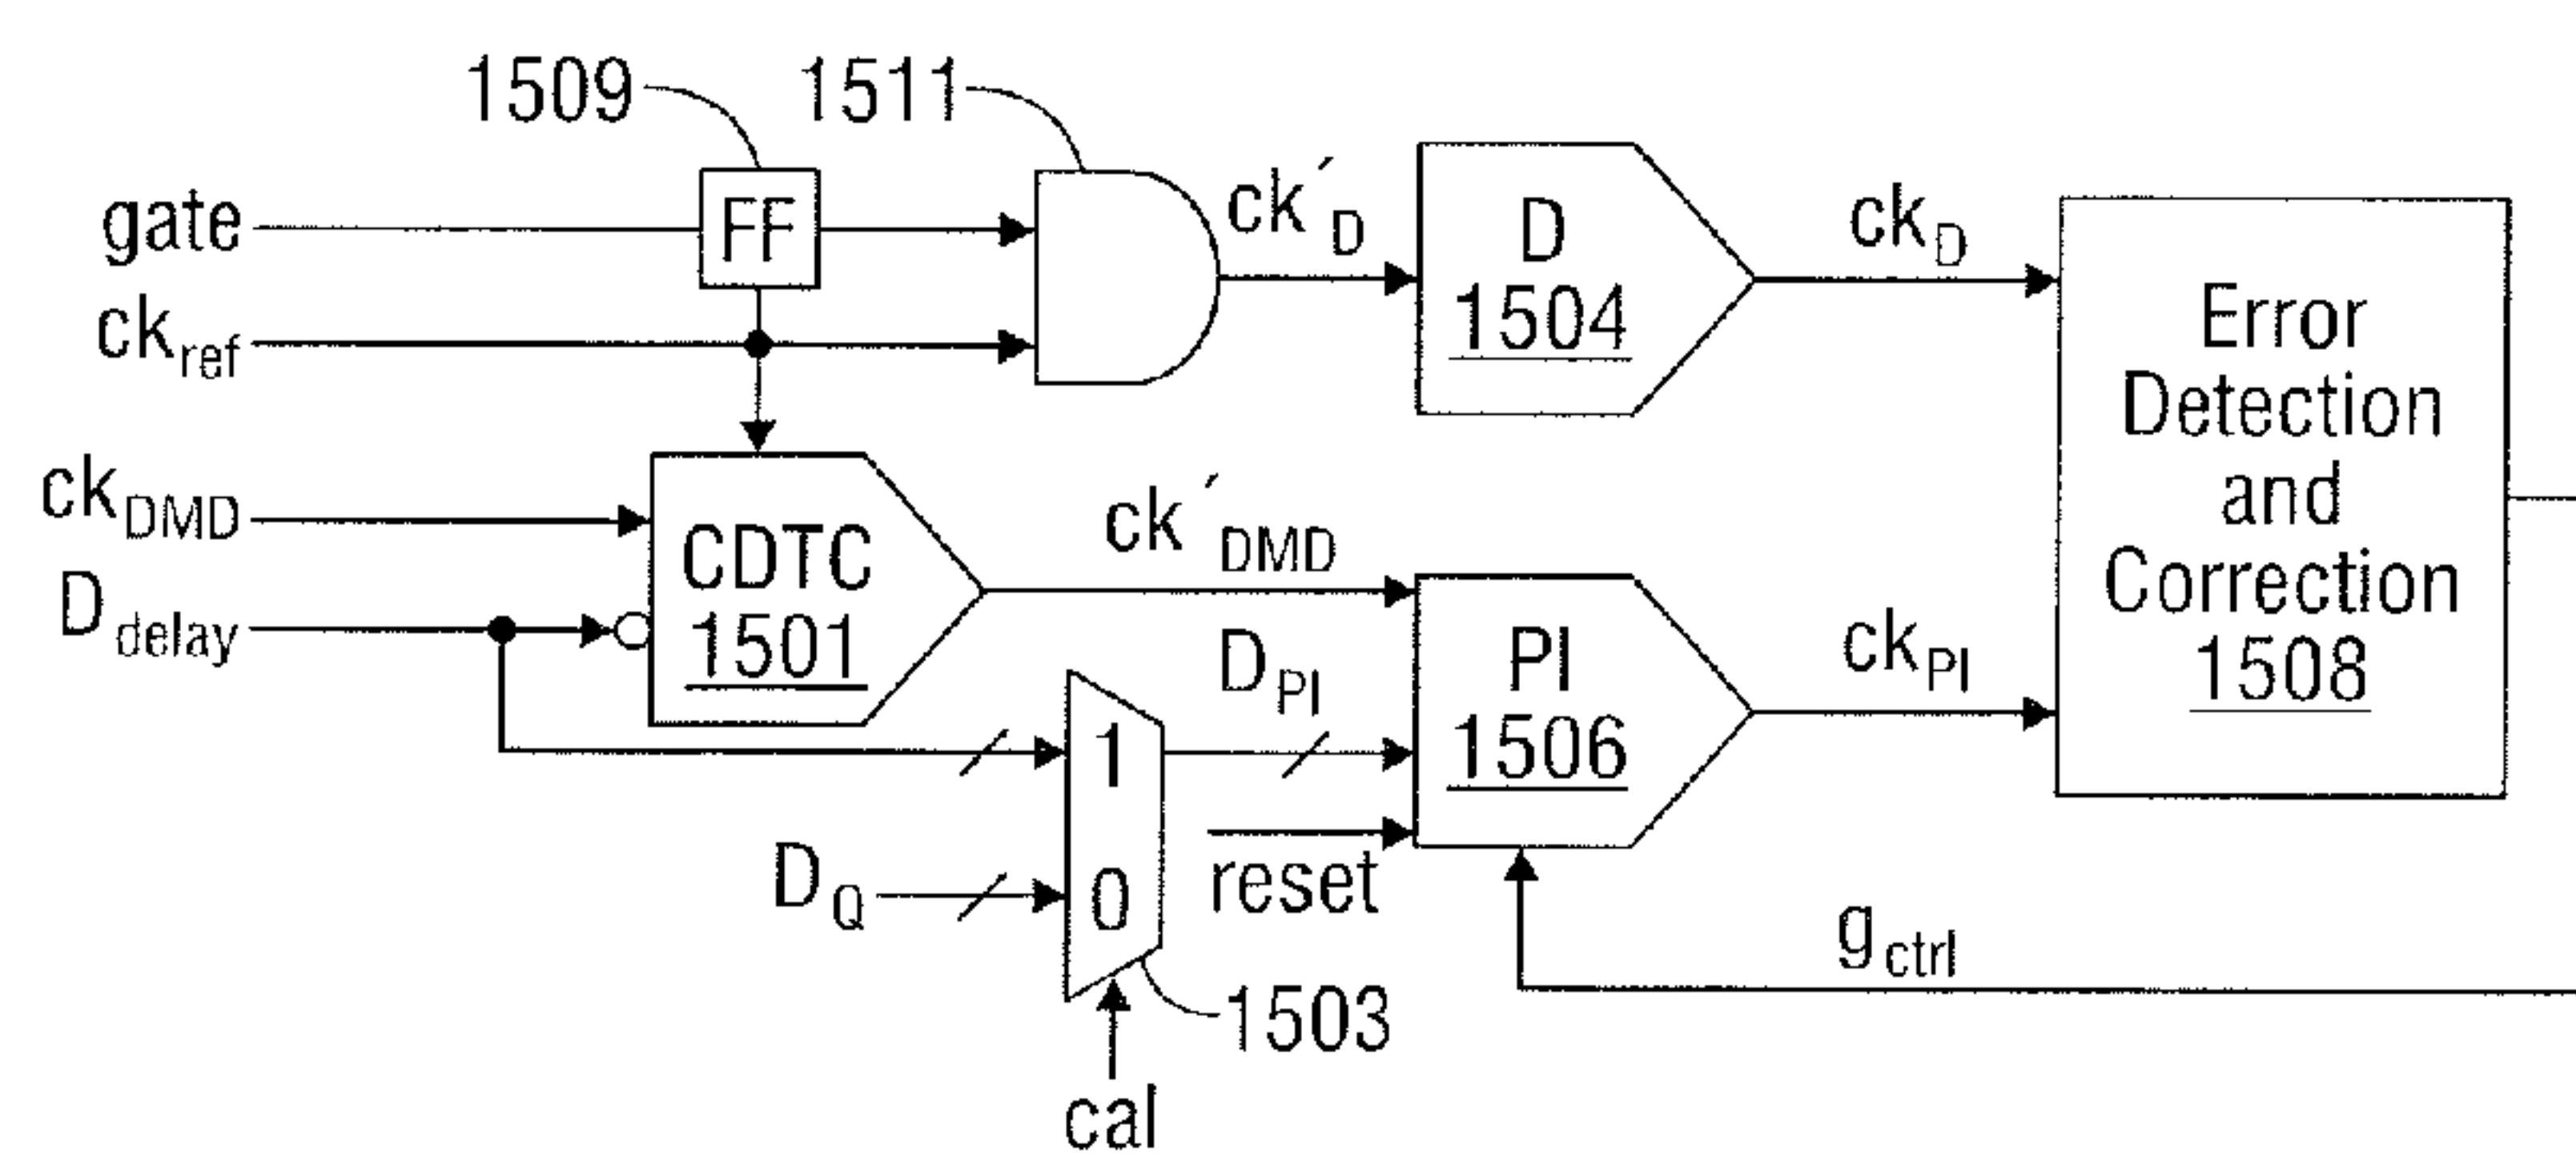 1509
1511
gate
FF
ck'D
D
1504
ckD
ckref
Error
Detection
and
Correction
1508
ckDMD
CDTC
1501
ck'DMD
Ddelay
DPI
PI
1506
ckPI
1
0
DQ
reset
gctrl
1503
cal